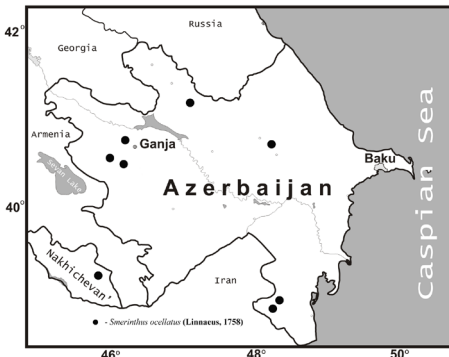 42°
Russia
Georgia
Armenia
Ganja
Baku
Sevan Lake
Azerbaijan
Caspian Sea
40°
Nakhichevan'
Iran
- Smerinthus ocellatus (Linnaeus, 1758)
46°
48°
50°